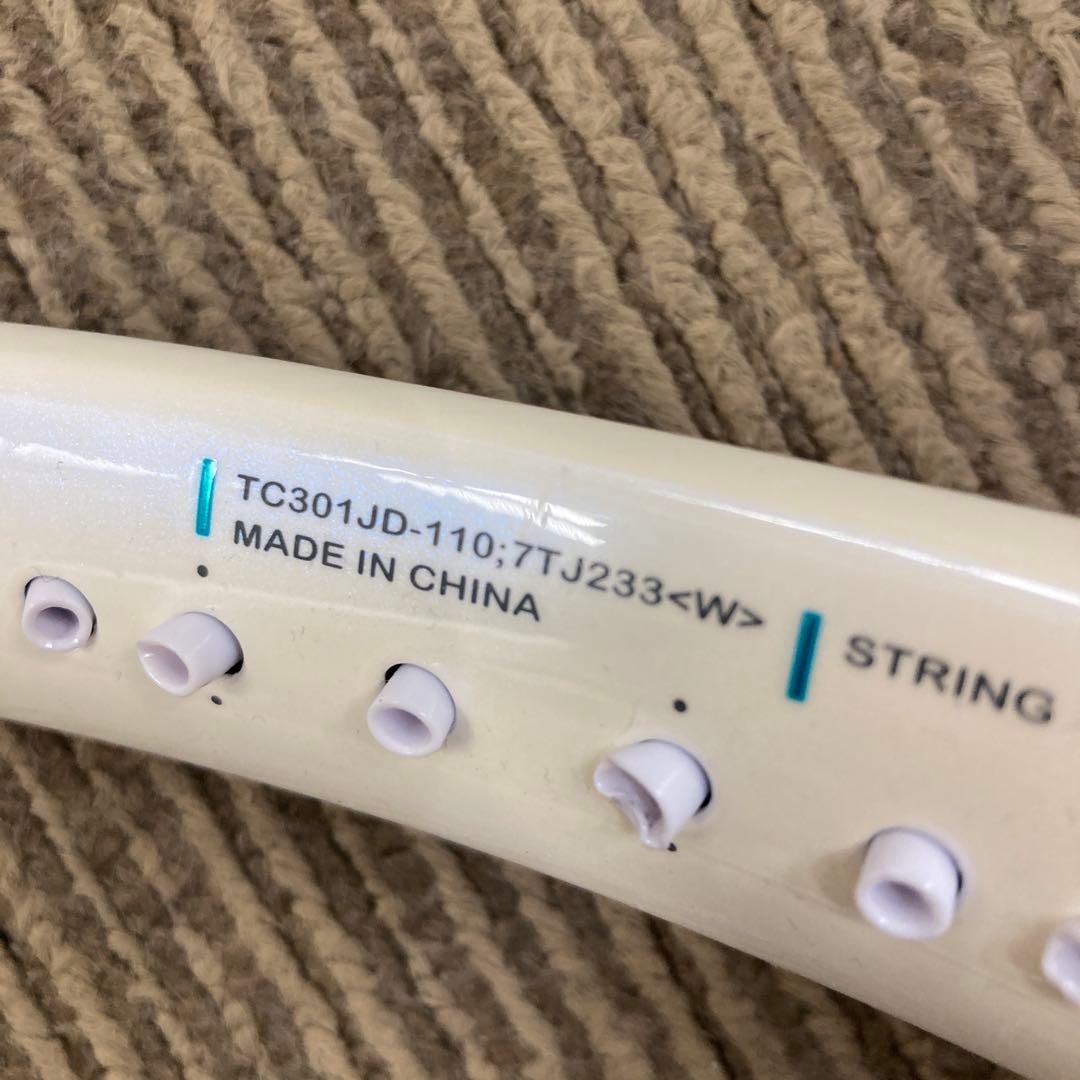 TC301JD-110;7TJ233<W>
MADE IN CHINA
STRING